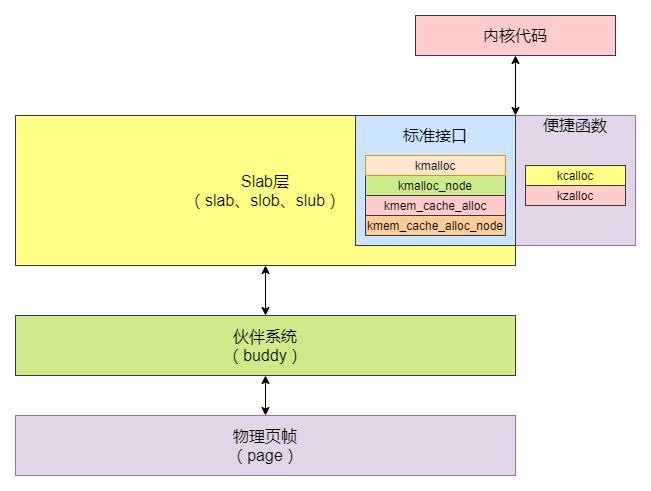 内核代码
标准接口
便捷函数
Slab层
（slab、slob、slub）
kmalloc
kmalloc_node
kmem_cache_alloc
kmem_cache_alloc_node
kcalloc
kzalloc
伙伴系统
（buddy）
物理页帧
（page）